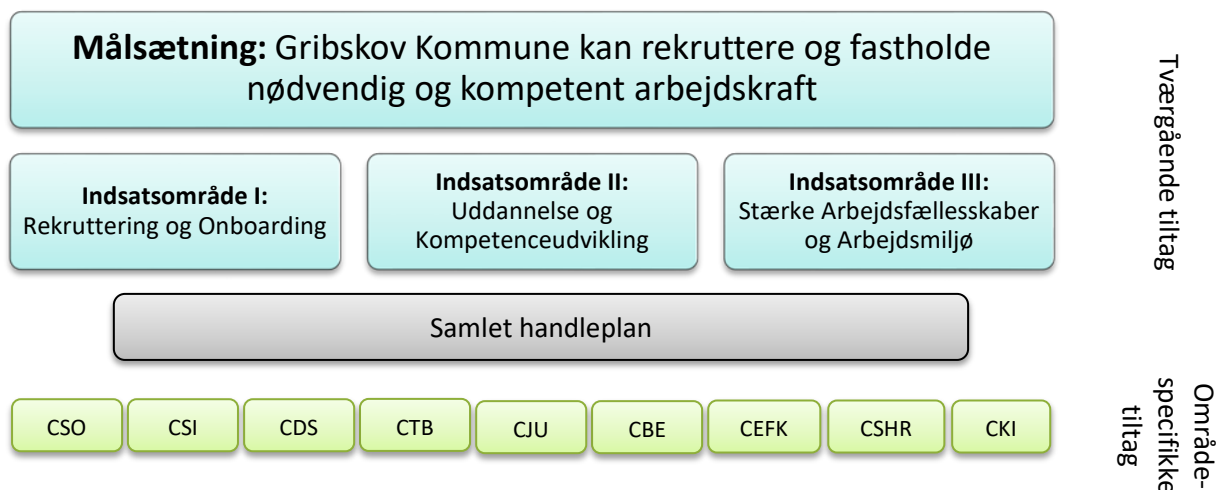 Målsætning: Gribskov Kommune kan rekruttere og fastholde
nødvendig og kompetent arbejdskraft
Tværgående tiltag
Indsatsområde I:
Rekruttering og Onboarding
Indsatsområde II:
Uddannelse og
Kompetenceudvikling
Indsatsområde III:
Stærke Arbejdsfællesskaber
og Arbejdsmiljø
Samlet handleplan
CSO
CSI
CDS
CTB
CJU
CBE
CEFK
CSHR
CKI
Område-
specifikke
tiltag